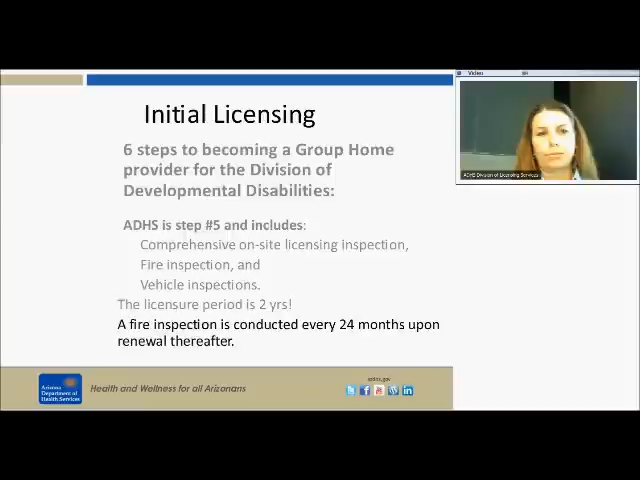 Initial Licensing
6 steps to becoming a Group Home
provider for the Division of
Developmental Disabilities:
ADHS is step #5 and includes:
Comprehensive on-site licensing inspection,
Fire inspection, and
Vehicle inspections.
The licensure period is 2 yrs!
A fire inspection is conducted every 24 months upon
renewal thereafter.
Video
ADHS Division of Licensing Services
Arizona
Department of
Health Services
Health and Wellness for all Arizonans
azdhs.gov